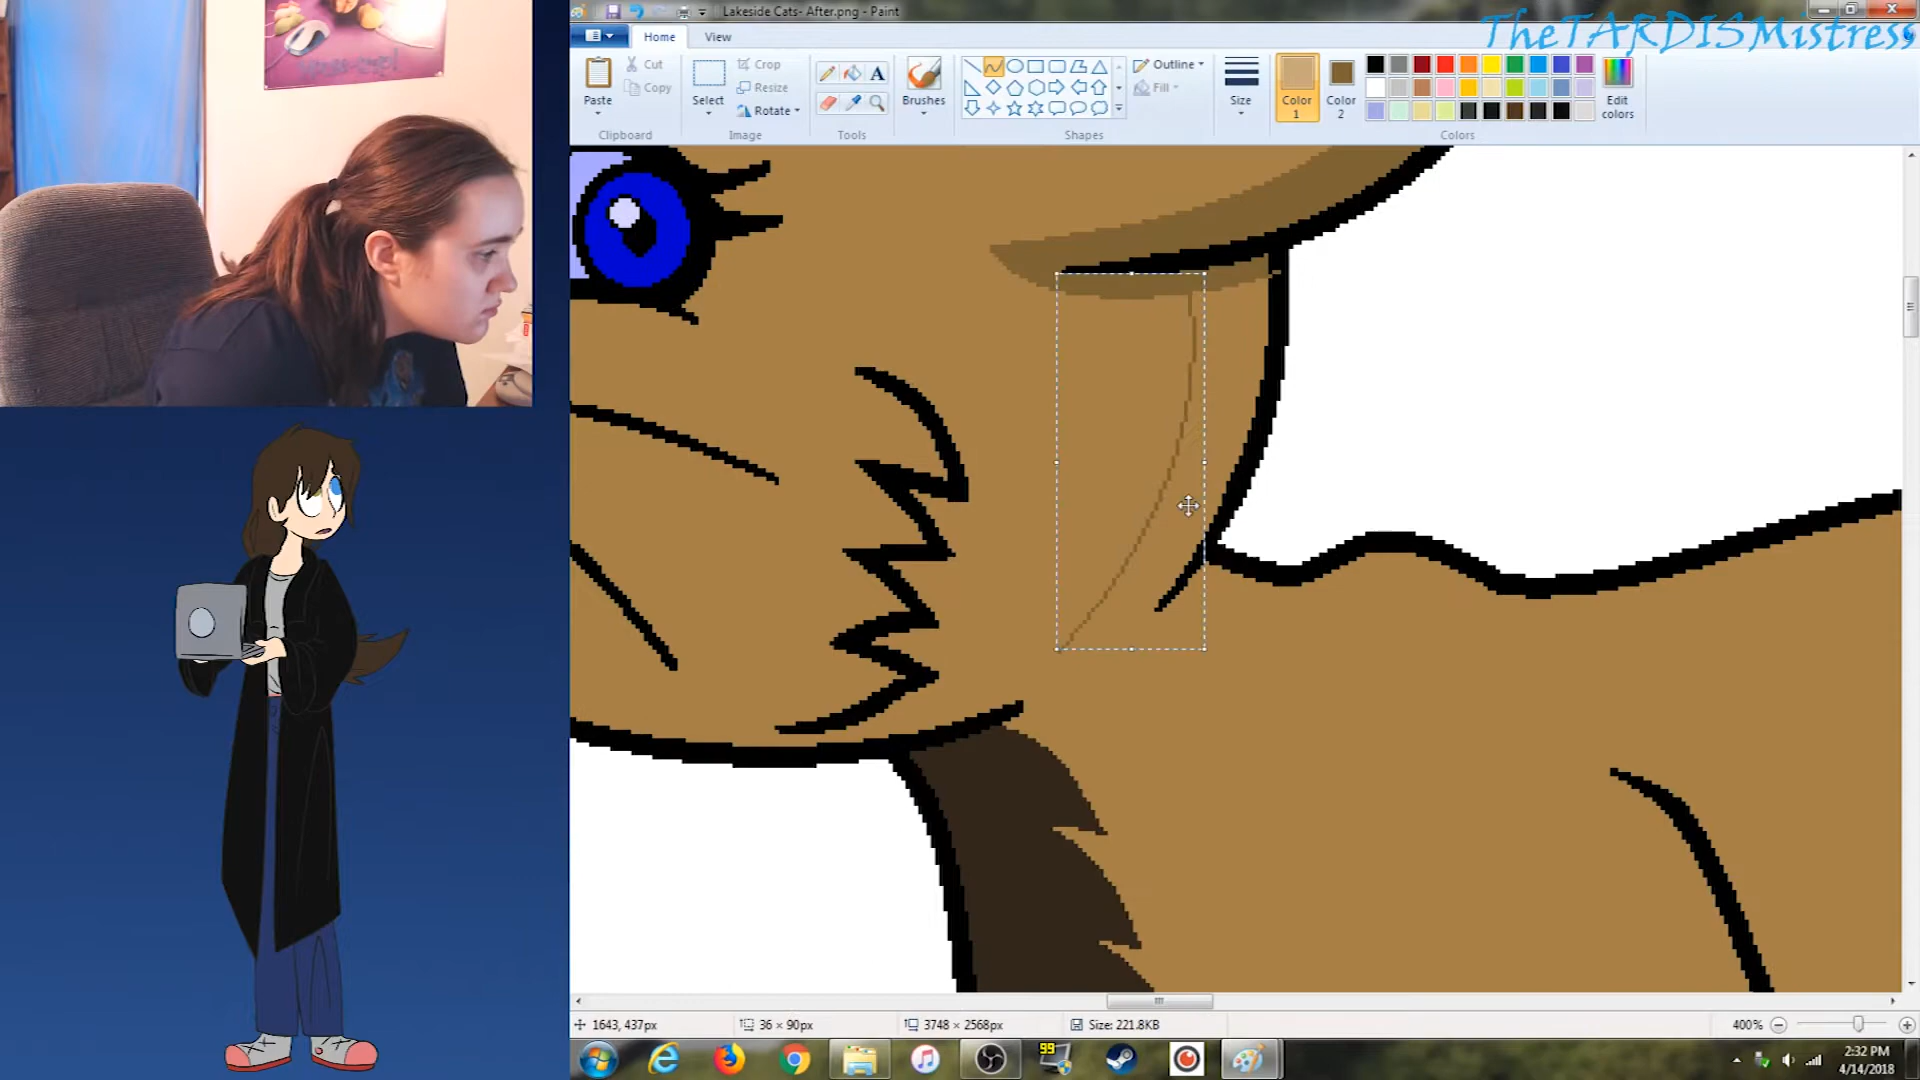 Lakeside Cats- After.png - Paint
TheTARDISMistress
Home
View
Paste
Cut
Copy
Clipboard
Select
Crop
Resize
Rotate
Image
A
Tools
Brushes
Shapes
Outline
Fill
Size
Color 1
Color 2
Edit colors
Colors
1643, 437px
36 × 90px
3748 × 2568px
Size: 221.8KB
400%
99
2:32 PM
4/14/2018